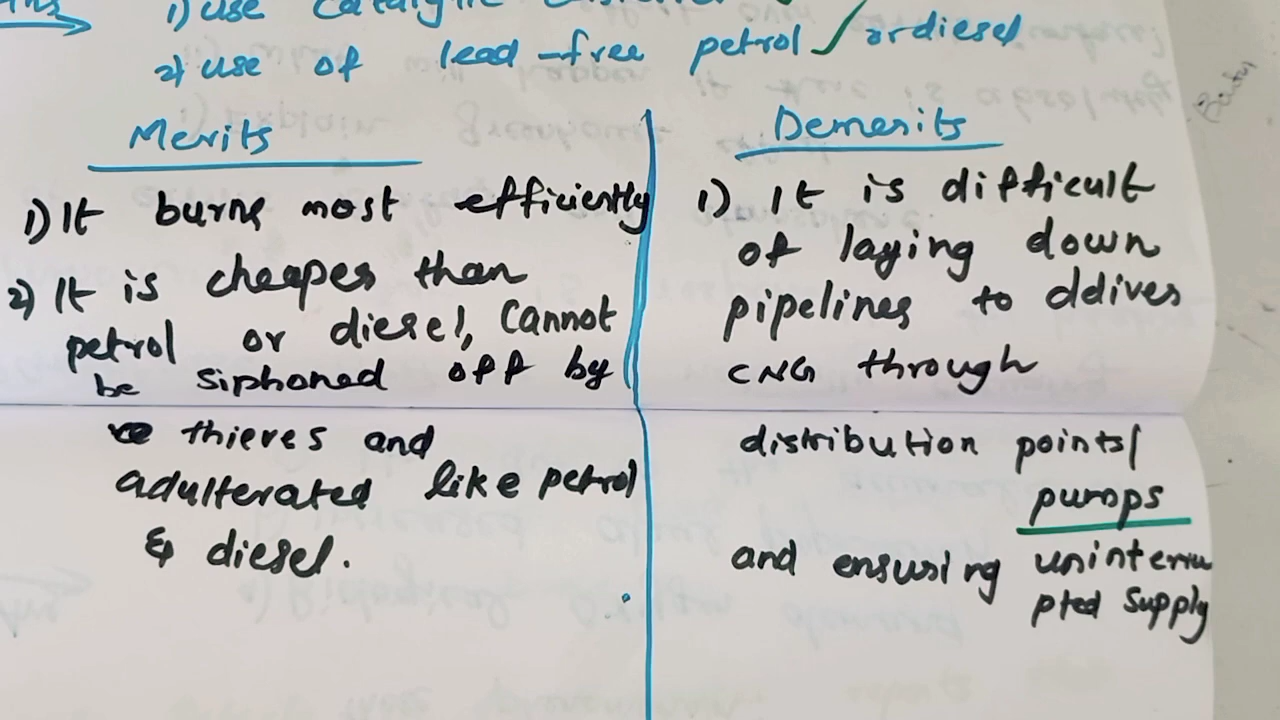 1) use
2) use of lead-free petrol / or diesel
Merits
1) It burns most efficiently
2) It is cheaper than
petrol or diesel, cannot
be siphoned off by
thieves and
adulterated like petrol
& diesel.
Demerits
1) It is difficult
of laying down
pipelines to
CNG through
distribution points/
pumps
and ensuring uninterru
pted supply